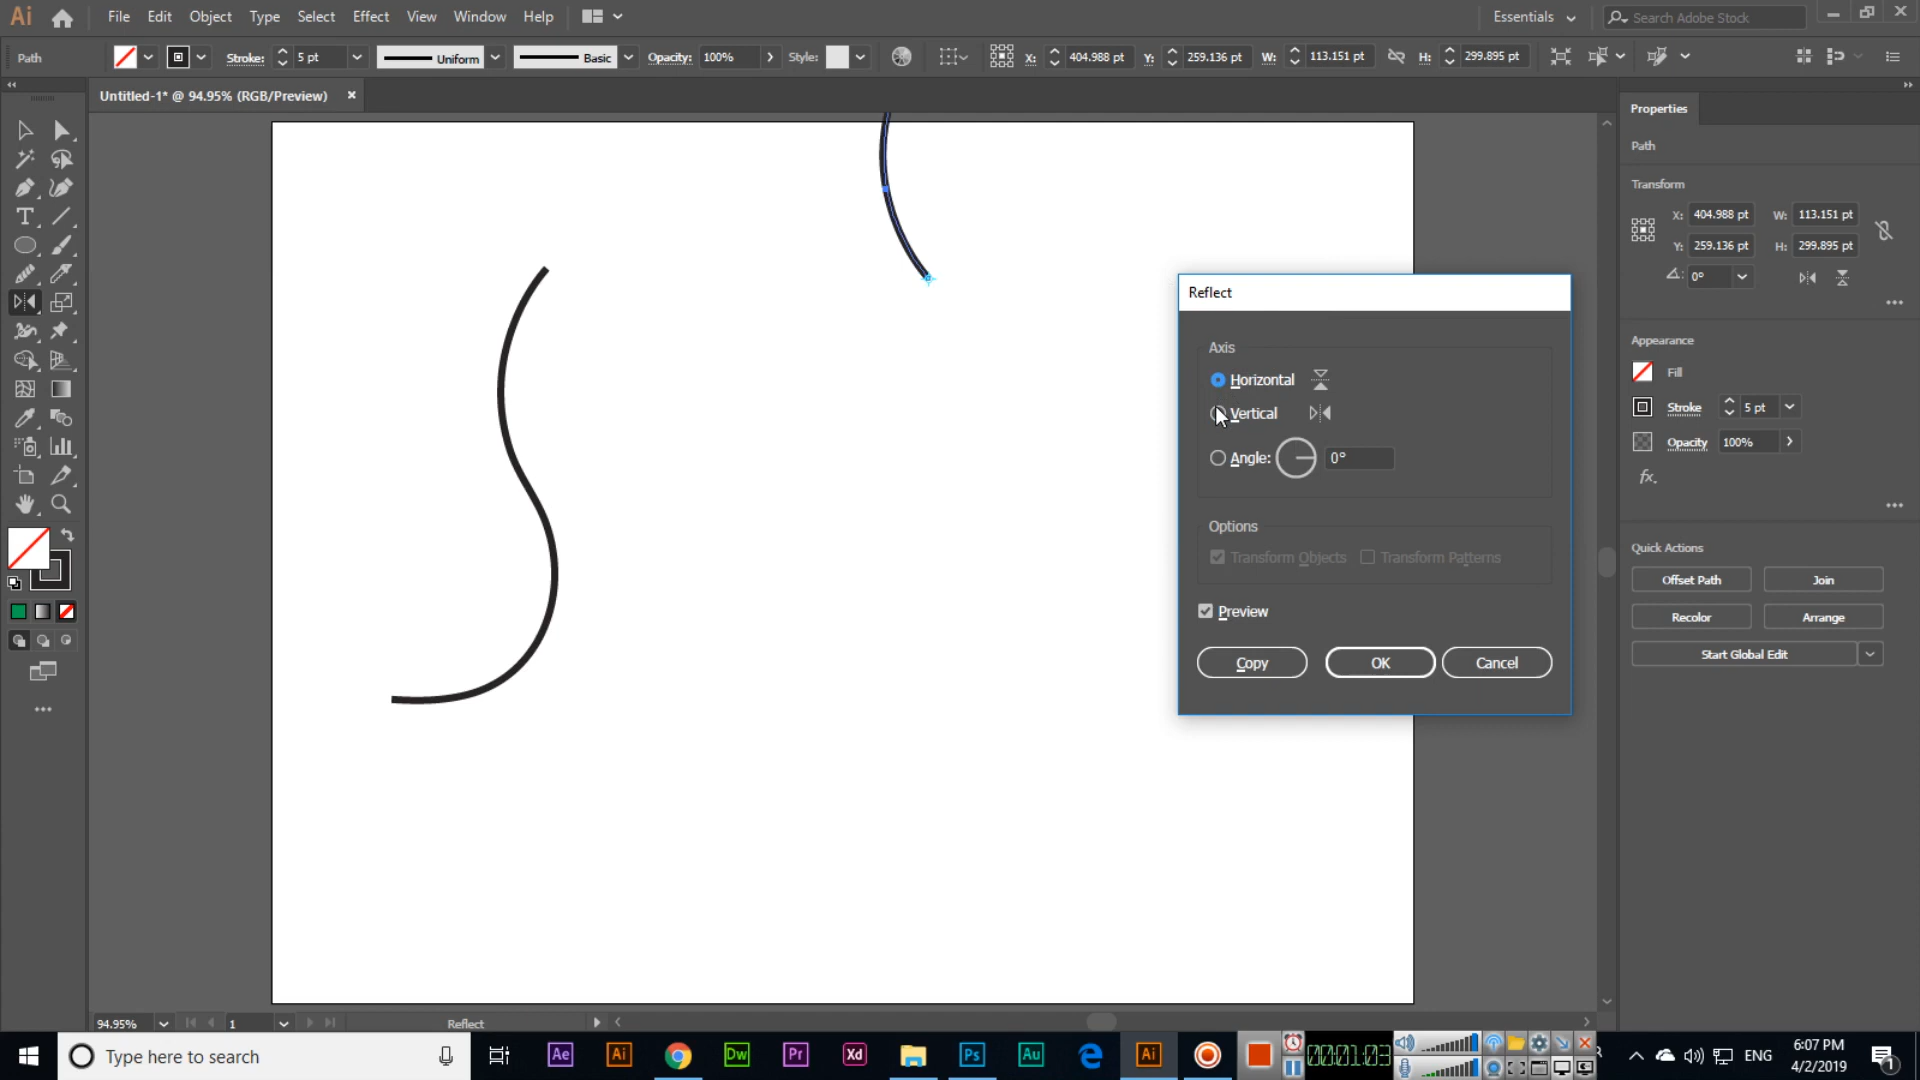 Ai File Edit Object Type Select Effect View Window Help Essentials Search Adobe Stock
Path Stroke: 5 pt Uniform Basic Opacity: 100% Style: X: 404.988 pt Y: 259.136 pt W: 113.151 pt H: 299.895 pt
Untitled-1* @ 94.95% (RGB/Preview)
Properties
Path
Transform
X: 404.988 pt W: 113.151 pt
Y: 259.136 pt H: 299.895 pt
0°
Appearance
Fill
Stroke 5 pt
Opacity 100%
fx.
Quick Actions
Offset Path Join
Recolor Arrange
Start Global Edit
Reflect
Axis
Horizontal
Vertical
Angle: 0°
Options
Transform Objects Transform Patterns
Preview
Copy OK Cancel
94.95% 1 Reflect
Type here to search
Ae Ai Dw Pr Xd Ps Au Ai
00:01:03
ENG
6:07 PM
4/2/2019
1